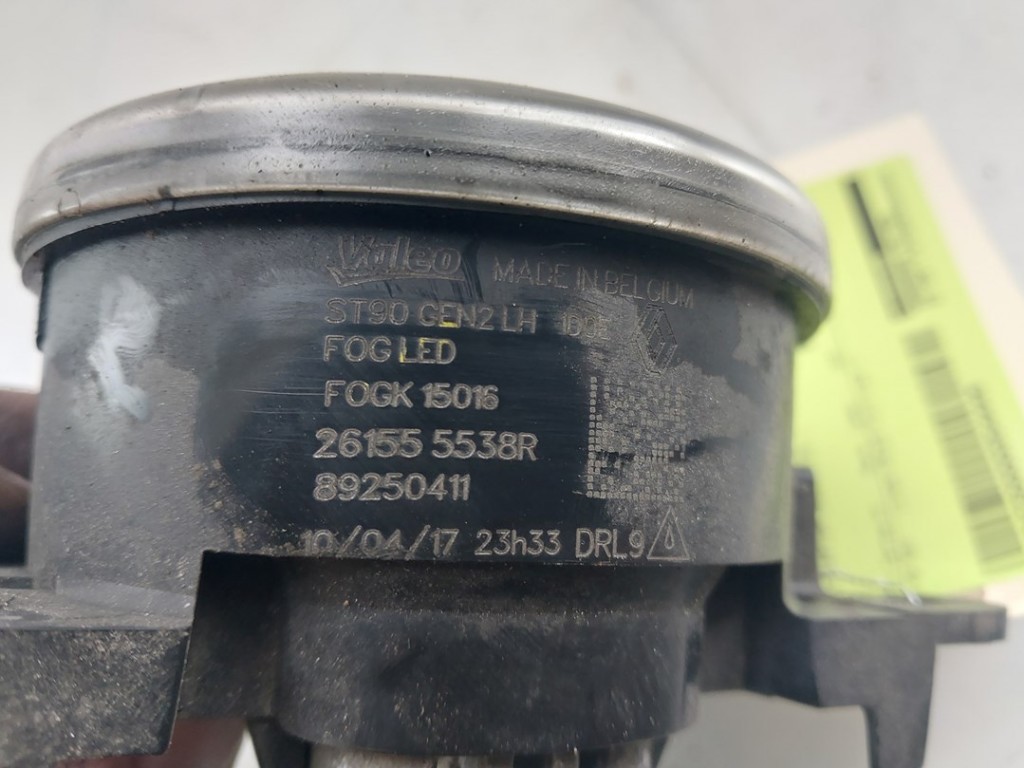 Valeo MADE IN BELGIUM
ST90 GEN2 LH
FOG LED
FOGK 15016
26155 5538R
89250411
10/04/17 23h33 DRL9